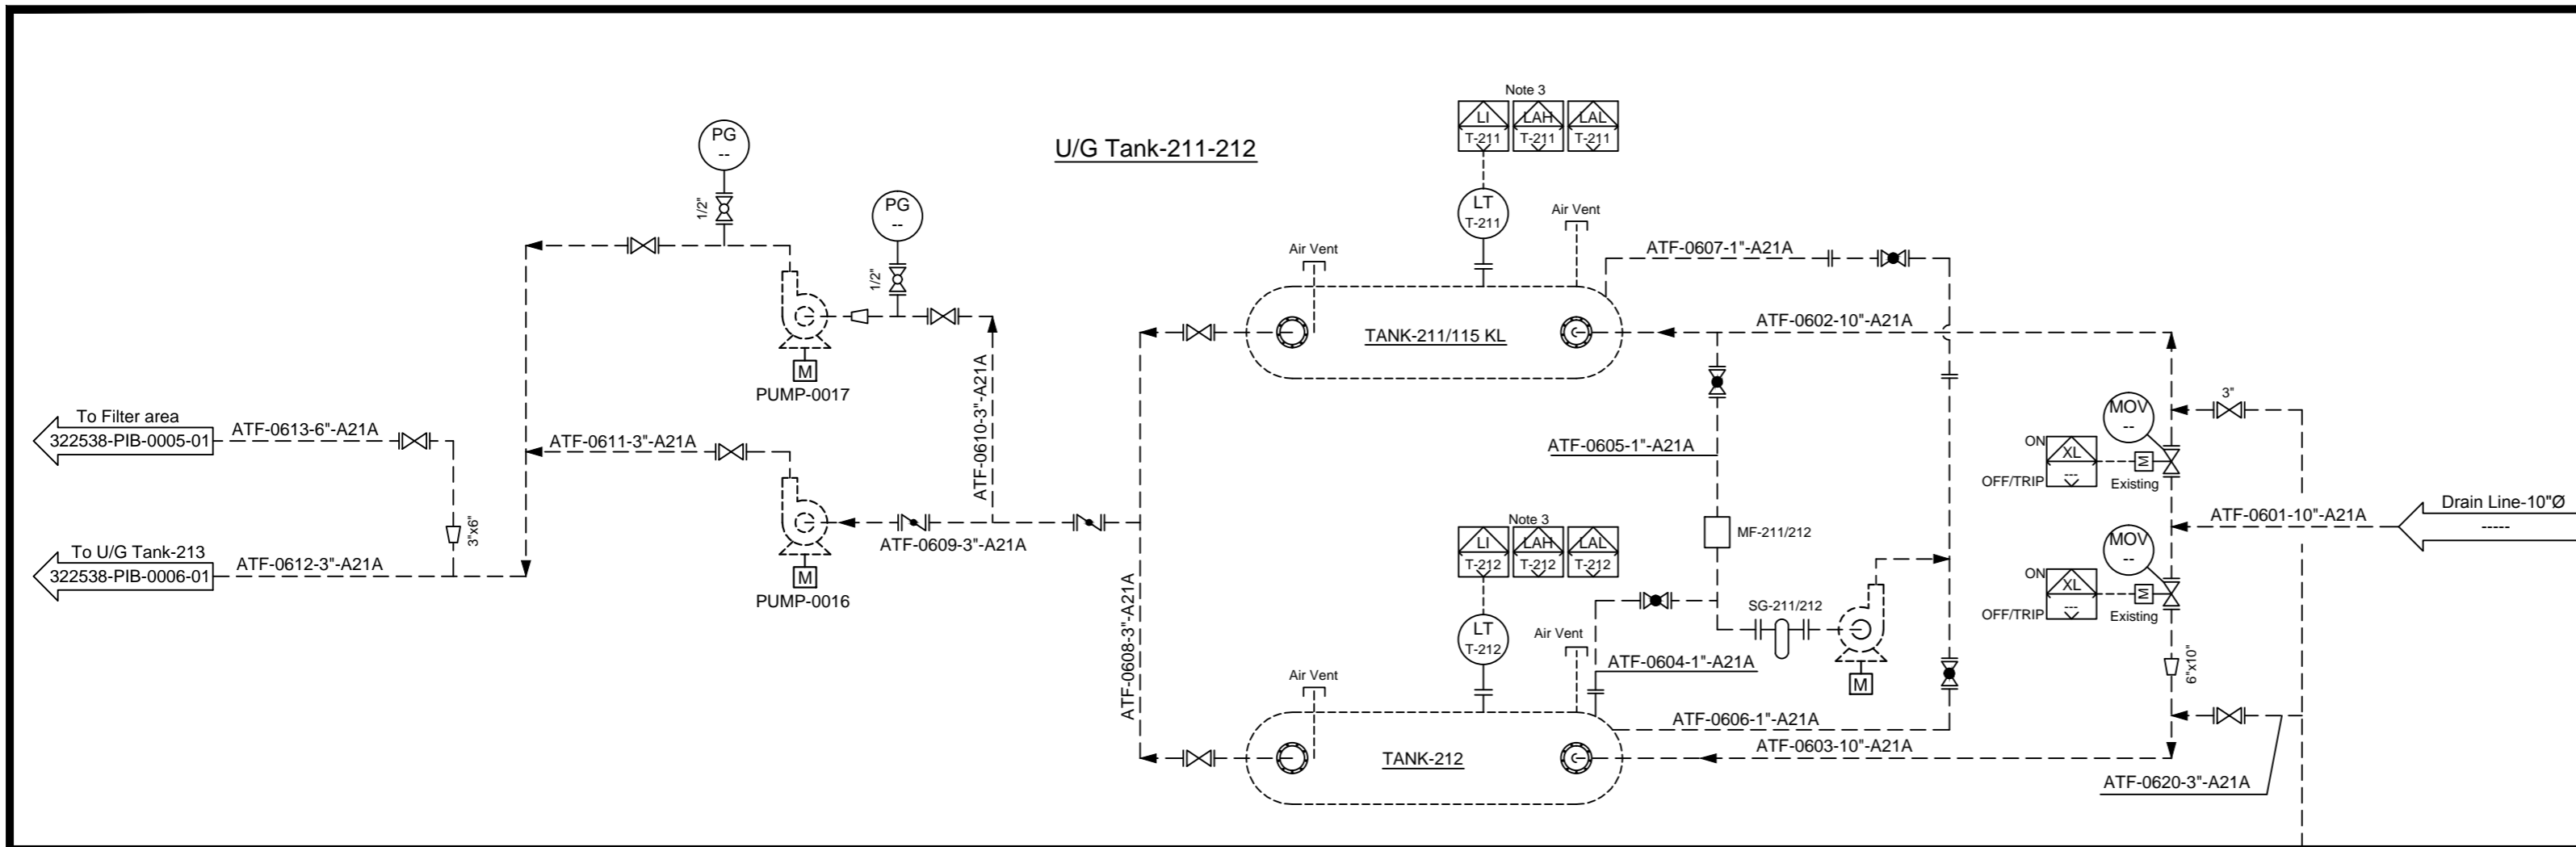 U/G Tank-211-212
PG
--
1/2"
PG
--
1/2"
M
PUMP-0017
To Filter area
322538-PIB-0005-01
ATF-0613-6"-A21A
ATF-0611-3"-A21A
ATF-0610-3"-A21A
3"x6"
To U/G Tank-213
322538-PIB-0006-01
ATF-0612-3"-A21A
M
PUMP-0016
ATF-0609-3"-A21A
ATF-0608-3"-A21A
Note 3
LI
T-211
LAH
T-211
LAL
T-211
LT
T-211
Air Vent
Air Vent
TANK-211/115 KL
ATF-0607-1"-A21A
ATF-0602-10"-A21A
ATF-0605-1"-A21A
MF-211/212
Note 3
LI
T-212
LAH
T-212
LAL
T-212
LT
T-212
Air Vent
Air Vent
SG-211/212
M
ATF-0604-1"-A21A
ATF-0606-1"-A21A
TANK-212
ATF-0603-10"-A21A
3"
MOV
--
ON
XL
---
OFF/TRIP
M
Existing
ATF-0601-10"-A21A
Drain Line-10"Ø
-----
MOV
--
ON
XL
---
OFF/TRIP
M
Existing
6"x10"
ATF-0620-3"-A21A